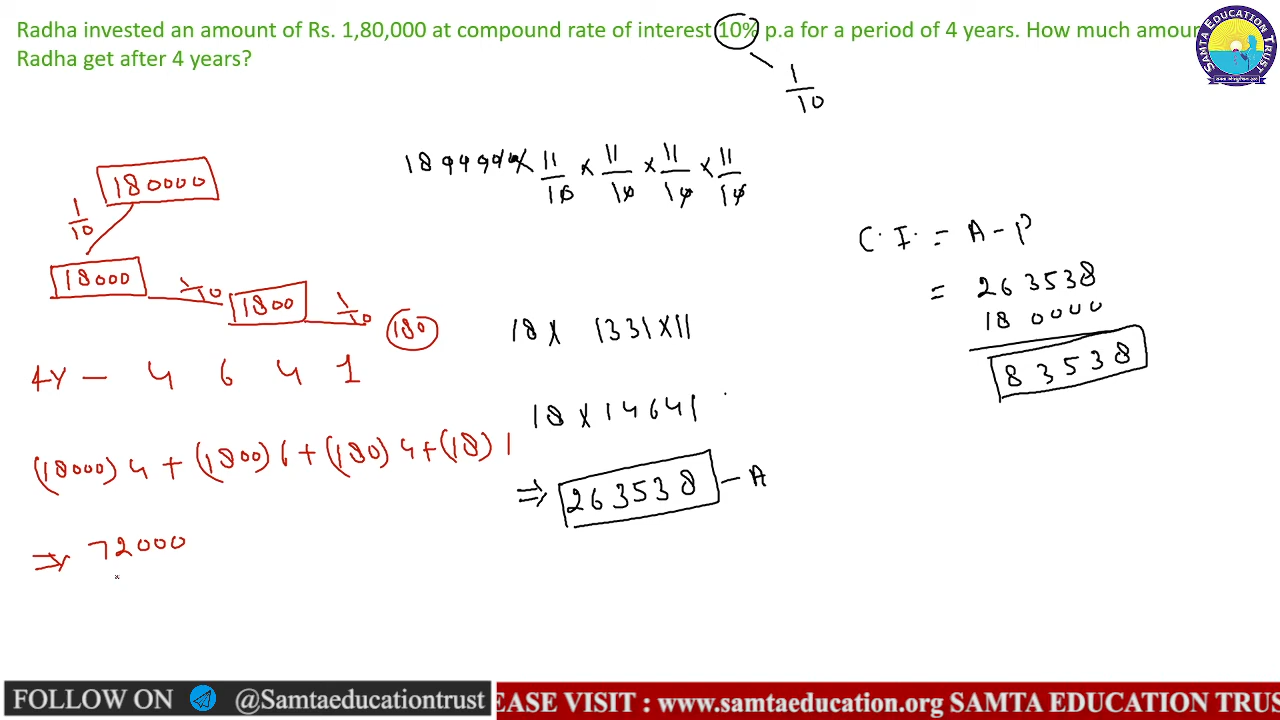 Radha invested an amount of Rs. 1,80,000 at compound rate of interest 10% p.a for a period of 4 years. How much amoun
Radha get after 4 years?
SAMTA EDUCATION TRUST
1/10
180000 × 11/10 × 11/10 × 11/10 × 11/10
180000
1/10
18000 1/10 1800 1/10 180
4Y - 4 6 4 1
(18000) 4 + (1800) 6 + (180) 4 + (18) 1
⇒ 72000
18 × 1331 × 11
18 × 14641
⇒ 263538 - A
C.I. = A - P
= 263538
180000
83538
FOLLOW ON @Samtaeducationtrust
EASE VISIT : www.samtaeducation.org SAMTA EDUCATION TRUS